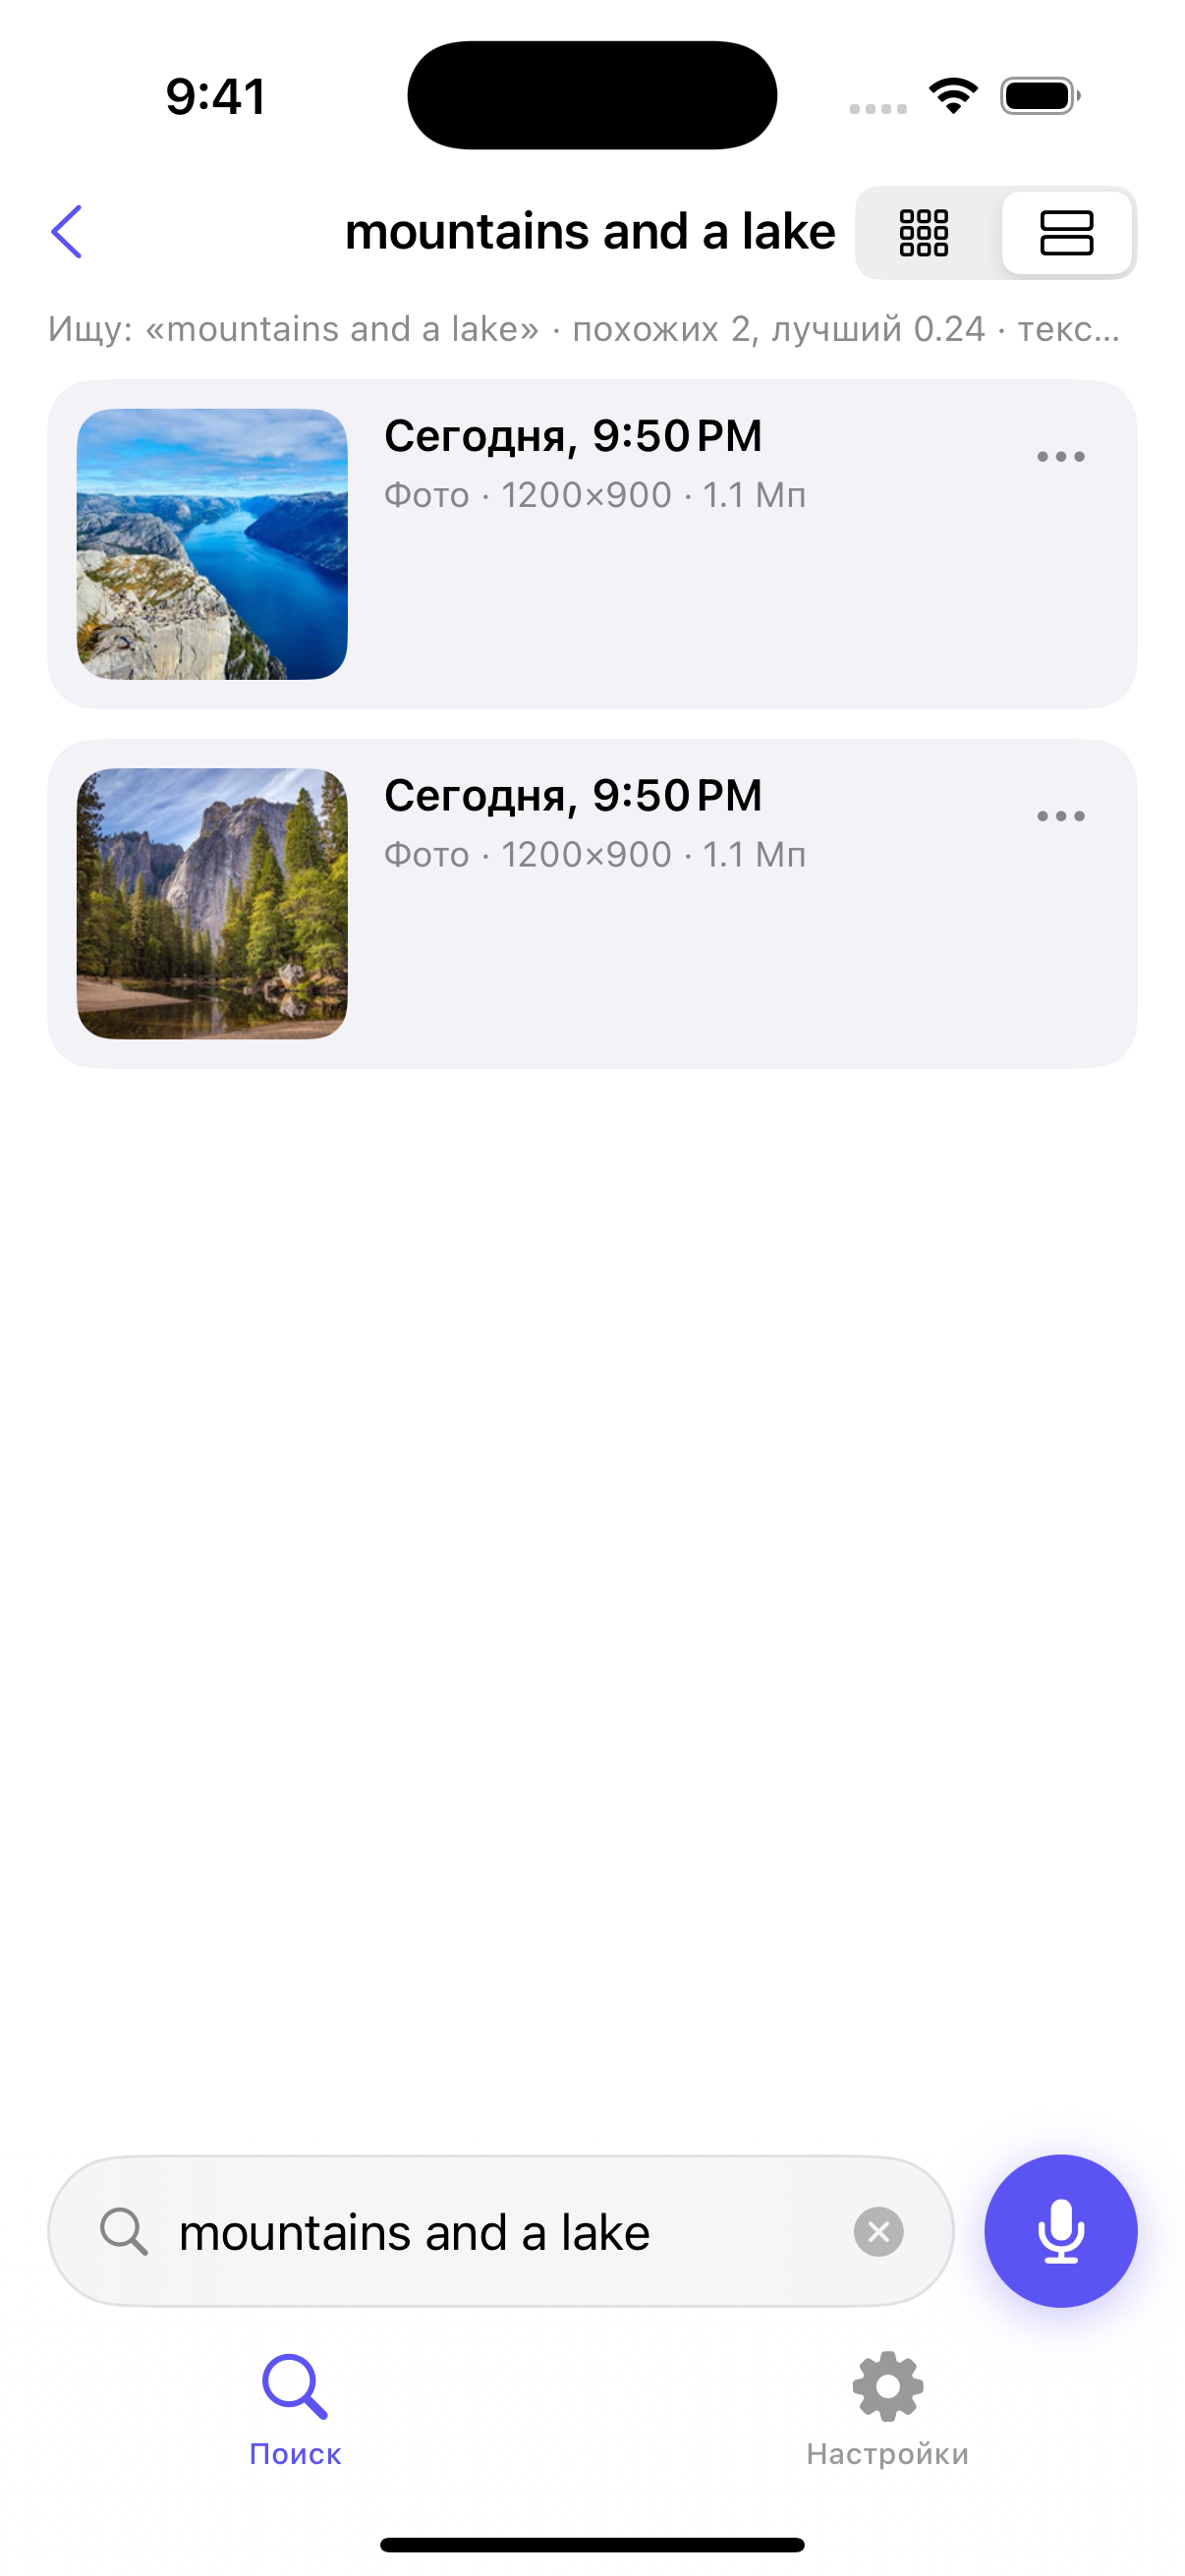 9:41
mountains and a lake
Ищу: «mountains and a lake» · похожих 2, лучший 0.24 · текс...
Сегодня, 9:50 PM
Фото · 1200×900 · 1.1 Мп
Сегодня, 9:50 PM
Фото · 1200×900 · 1.1 Мп
mountains and a lake
Поиск
Настройки